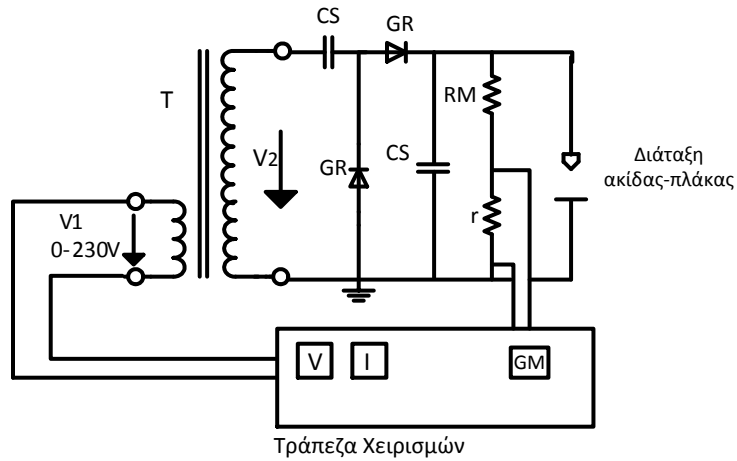 CS
GR
T
RM
V2
GR
CS
r
Διάταξη
ακίδας-πλάκας
V1
0-230V
V
I
GM
Τράπεζα Χειρισμών